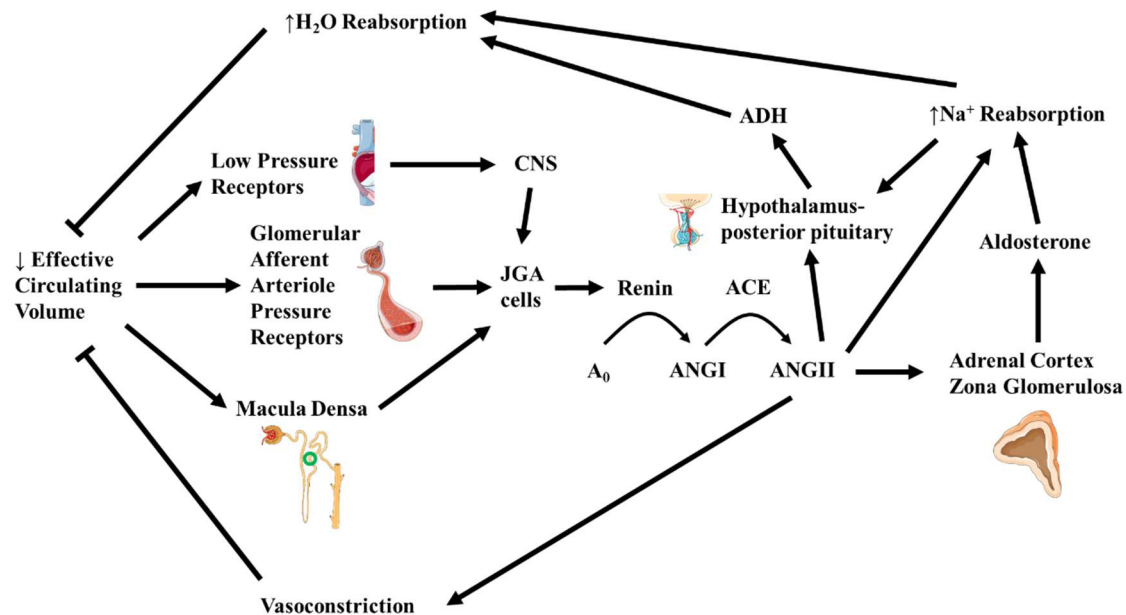 ↑H₂O Reabsorption
ADH
↑Na⁺ Reabsorption
Low Pressure
Receptors
CNS
Hypothalamus-
posterior pituitary
Glomerular
Afferent
Arteriole
Pressure
Receptors
↓ Effective
Circulating
Volume
JGA
cells
Renin
ACE
Aldosterone
A₀
ANGI
ANGII
Adrenal Cortex
Zona Glomerulosa
Macula Densa
Vasoconstriction